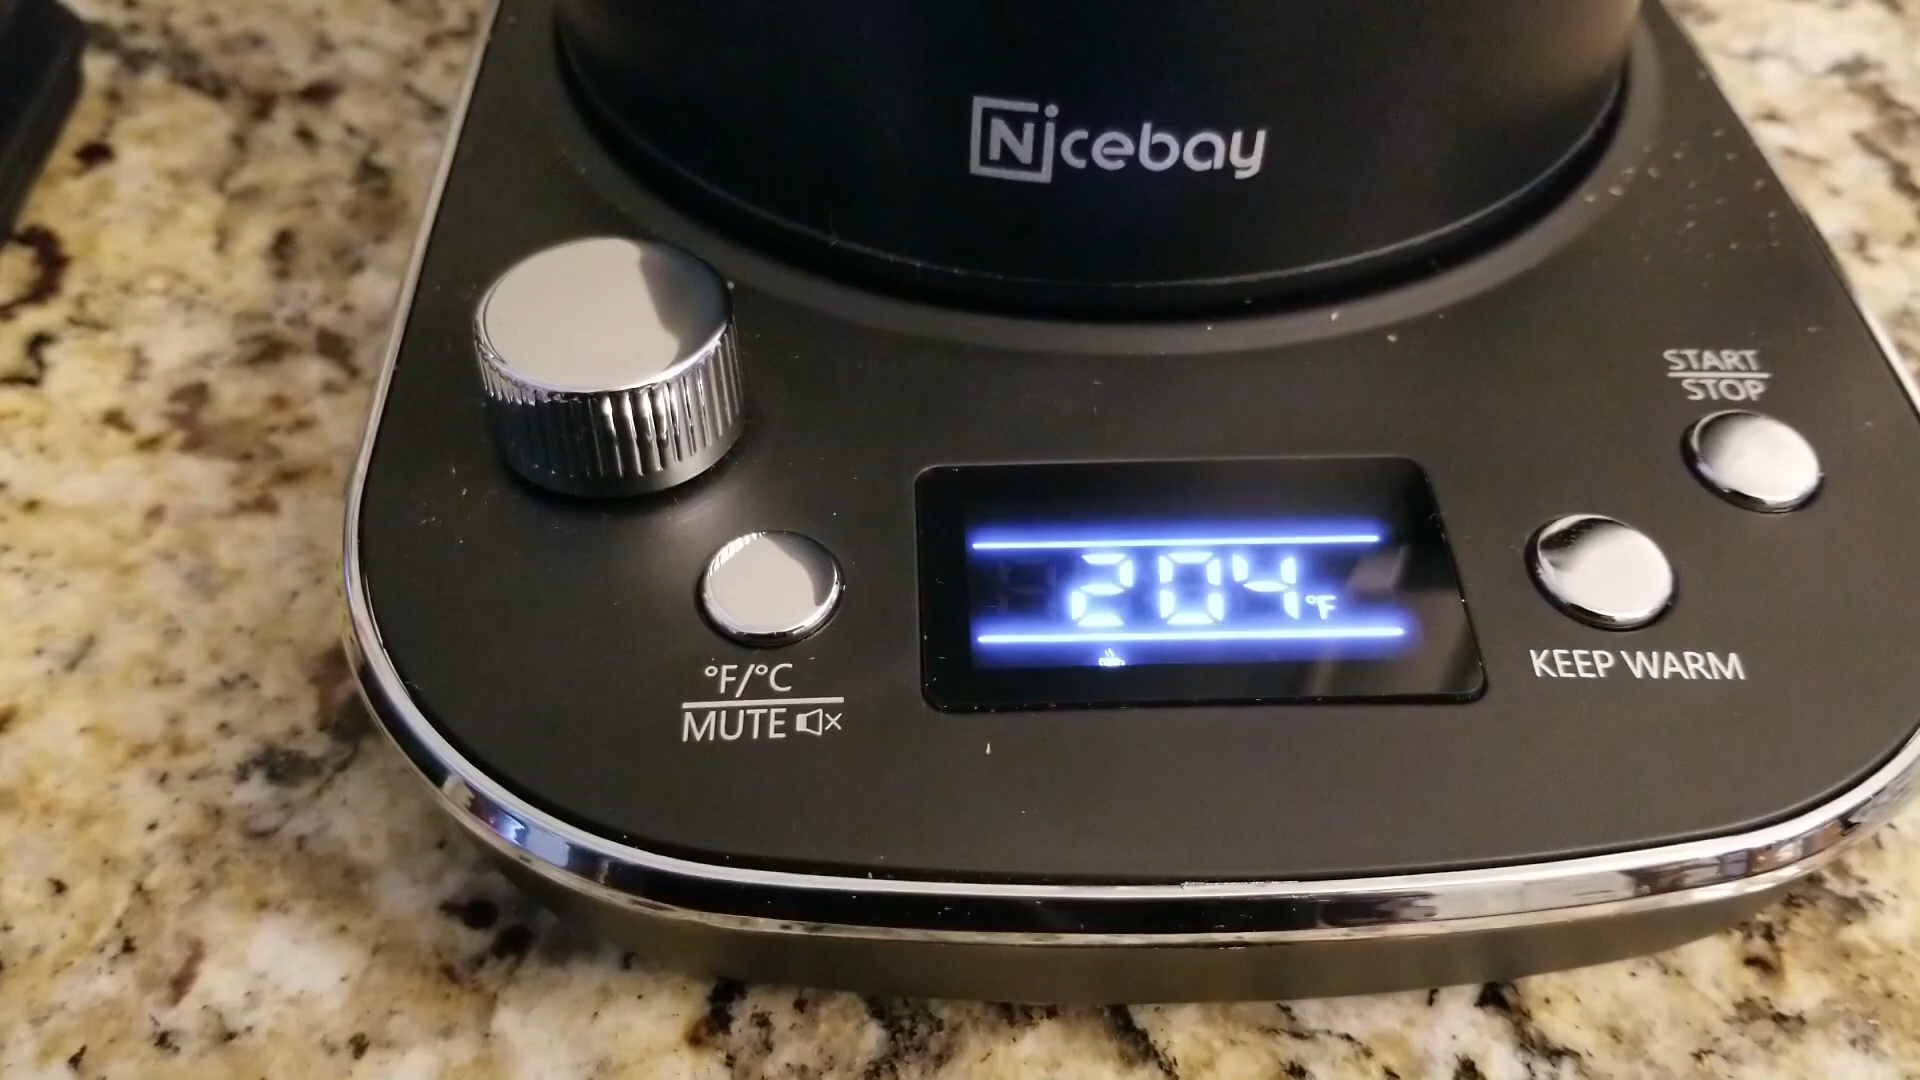 Nicebay
START
STOP
204 °F
°F/°C
MUTE
KEEP WARM